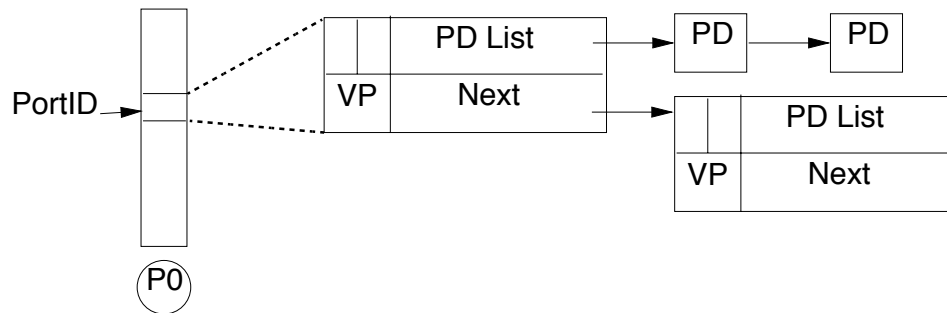 PD List
PD
PD
VP
Next
PortID
PD List
VP
Next
P0